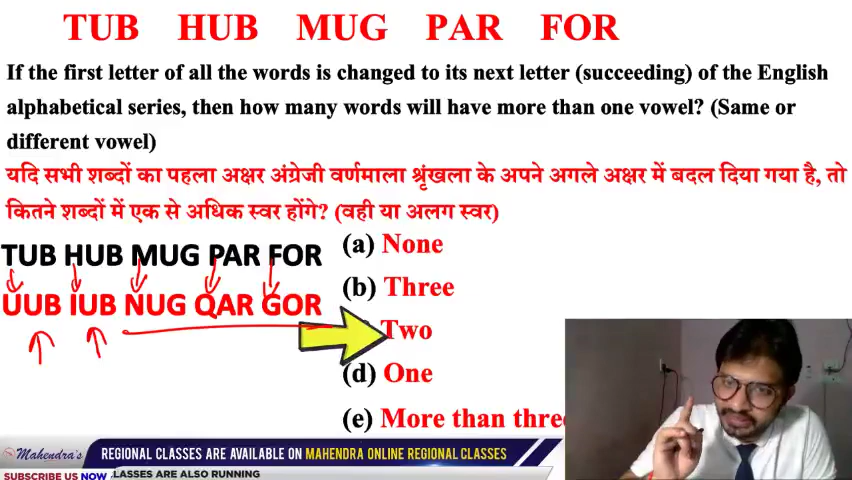 TUB HUB MUG PAR FOR
If the first letter of all the words is changed to its next letter (succeeding) of the English
alphabetical series, then how many words will have more than one vowel? (Same or
different vowel)
यदि सभी शब्दों का पहला अक्षर अंग्रेजी वर्णमाला श्रृंखला के अपने अगले अक्षर में बदल दिया गया है, तो
कितने शब्दों में एक से अधिक स्वर होंगे? (वही या अलग स्वर)
TUB HUB MUG PAR FOR
UUB IUB NUG QAR GOR
(a) None
(b) Three
Two
(d) One
(e) More than three
Mahendra's
REGIONAL CLASSES ARE AVAILABLE ON MAHENDRA ONLINE REGIONAL CLASSES
SUBSCRIBE US NOW CLASSES ARE ALSO RUNNING